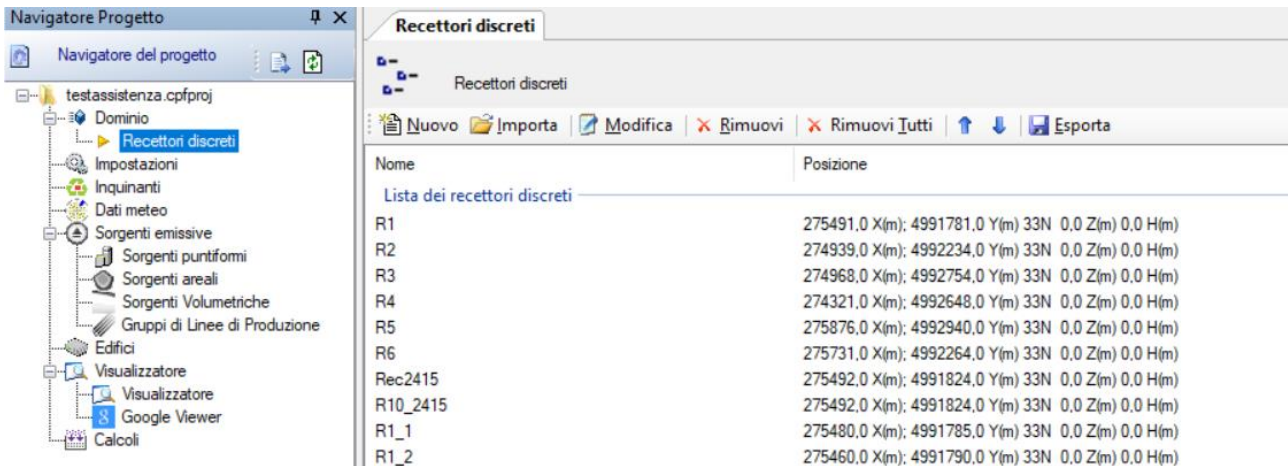 Navigatore Progetto
Navigatore del progetto
testassistenza.cpfproj
Dominio
Recettori discreti
Impostazioni
Inquinanti
Dati meteo
Sorgenti emissive
Sorgenti puntiformi
Sorgenti areali
Sorgenti Volumetriche
Gruppi di Linee di Produzione
Edifici
Visualizzatore
Visualizzatore
8 Google Viewer
Calcoli
Recettori discreti
Recettori discreti
Nuovo Importa Modifica Rimuovi Rimuovi Tutti Esporta
Nome Posizione
Lista dei recettori discreti
R1 275491,0 X(m); 4991781,0 Y(m) 33N 0,0 Z(m) 0,0 H(m)
R2 274939,0 X(m); 4992234,0 Y(m) 33N 0,0 Z(m) 0,0 H(m)
R3 274968,0 X(m); 4992754,0 Y(m) 33N 0,0 Z(m) 0,0 H(m)
R4 274321,0 X(m); 4992648,0 Y(m) 33N 0,0 Z(m) 0,0 H(m)
R5 275876,0 X(m); 4992940,0 Y(m) 33N 0,0 Z(m) 0,0 H(m)
R6 275731,0 X(m); 4992264,0 Y(m) 33N 0,0 Z(m) 0,0 H(m)
Rec2415 275492,0 X(m); 4991824,0 Y(m) 33N 0,0 Z(m) 0,0 H(m)
R10_2415 275492,0 X(m); 4991824,0 Y(m) 33N 0,0 Z(m) 0,0 H(m)
R1_1 275480,0 X(m); 4991785,0 Y(m) 33N 0,0 Z(m) 0,0 H(m)
R1_2 275460,0 X(m); 4991790,0 Y(m) 33N 0,0 Z(m) 0,0 H(m)